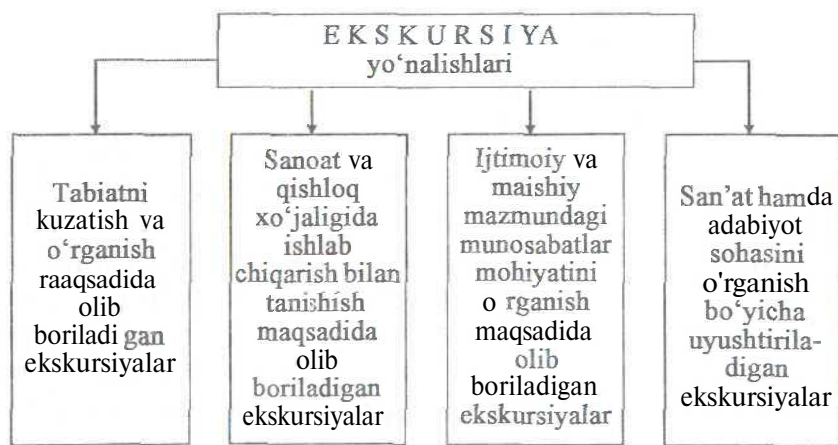 E K S K U R S I YA
yo‘nalishlari
Tabiatni
kuzatish va
o‘rganish
raaqsadida
olib
boriladi gan
ekskursiyalar
Sanoat va
qishloq
xo‘jaligida
ishlab
chiqarish bilan
tanishish
maqsadida
olib
boriladigan
ekskursiyalar
Ijtimoiy va
maishiy
mazmundagi
munosabatlar
mohiyatini
o rganish
maqsadida
olib
boriladigan
ekskursiyalar
San’at hamda
adabiyot
sohasini
o'rganish
bo‘yicha
uyushtirila-
digan
ekskursiyalar